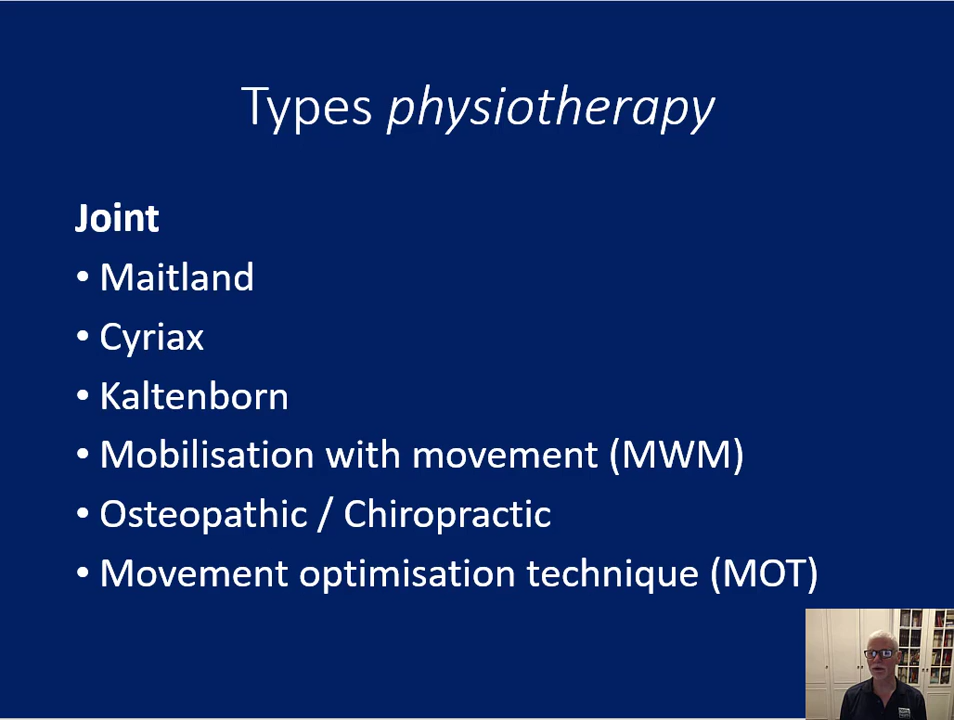 Types physiotherapy
Joint
• Maitland
• Cyriax
• Kaltenborn
• Mobilisation with movement (MWM)
• Osteopathic / Chiropractic
• Movement optimisation technique (MOT)